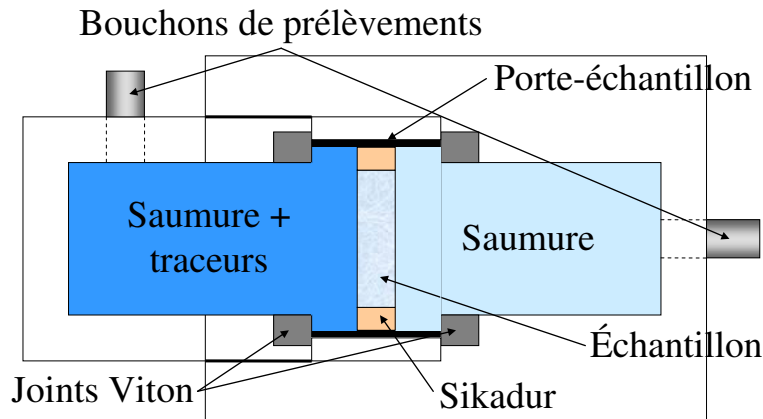 Bouchons de prélèvements
Porte-échantillon
Saumure +
traceurs
Saumure
Échantillon
Joints Viton
Sikadur